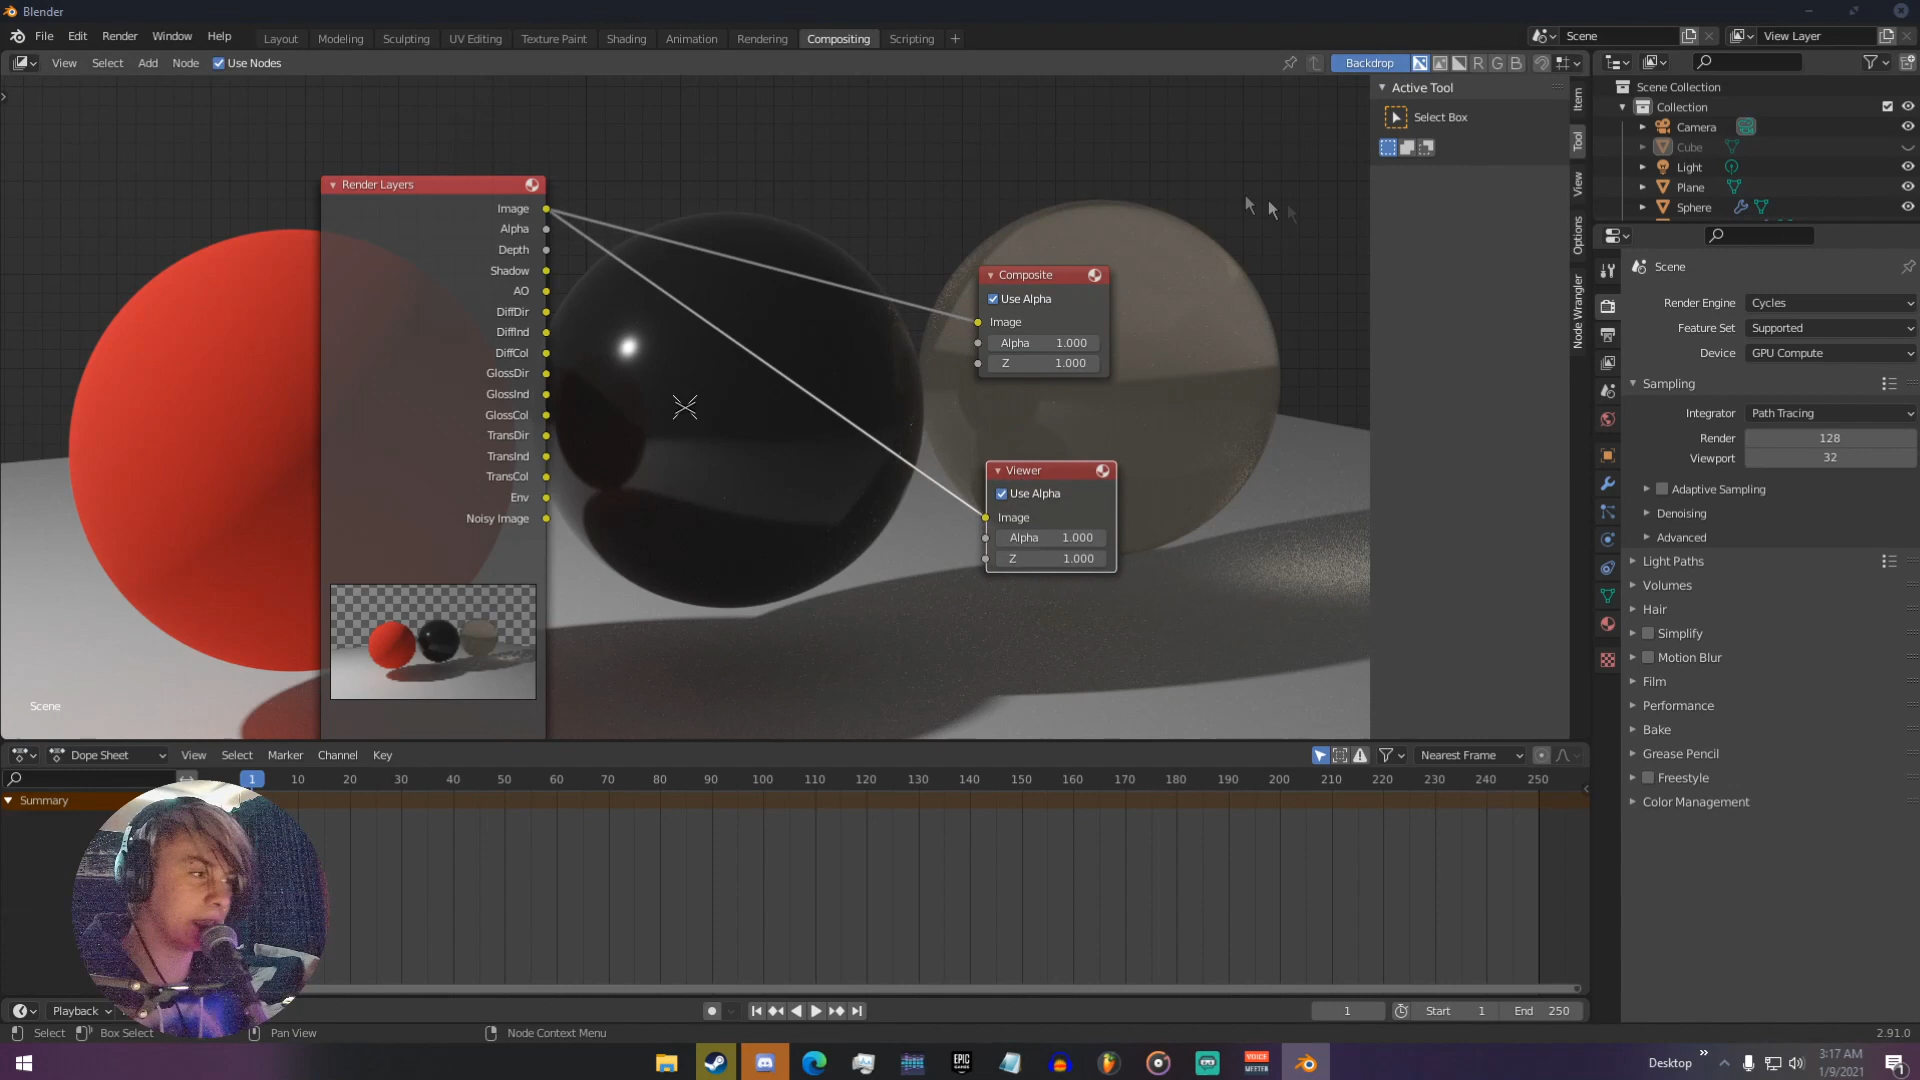 Blender
File Edit Render Window Help Layout Modeling Sculpting UV Editing Texture Paint Shading Animation Rendering Compositing Scripting + Scene View Layer
View Select Add Node Use Nodes Backdrop R G B
Active Tool
Select Box
Item
Tool
View
Options
Node Wrangler
Scene Collection
Collection
Camera
Cube
Light
Plane
Sphere
Render Layers
Image
Alpha
Depth
Shadow
AO
DiffDir
DiffInd
DiffCol
GlossDir
GlossInd
GlossCol
TransDir
TransInd
TransCol
Env
Noisy Image
Composite
Use Alpha
Image
Alpha 1.000
Z 1.000
Viewer
Use Alpha
Image
Alpha 1.000
Z 1.000
Scene
Scene
Render Engine Cycles
Feature Set Supported
Device GPU Compute
Sampling
Integrator Path Tracing
Render 128
Viewport 32
Adaptive Sampling
Denoising
Advanced
Light Paths
Volumes
Hair
Simplify
Motion Blur
Film
Performance
Bake
Grease Pencil
Freestyle
Color Management
Dope Sheet View Select Marker Channel Key Nearest Frame
1 10 20 30 40 50 60 70 80 90 100 110 120 130 140 150 160 170 180 190 200 210 220 230 240 250
Summary
Playback 1 Start 1 End 250
Select Box Select Pan View Node Context Menu 2.91.0
EPIC GAMES VOICE MEETER Desktop 3:17 AM
1/9/2021
1